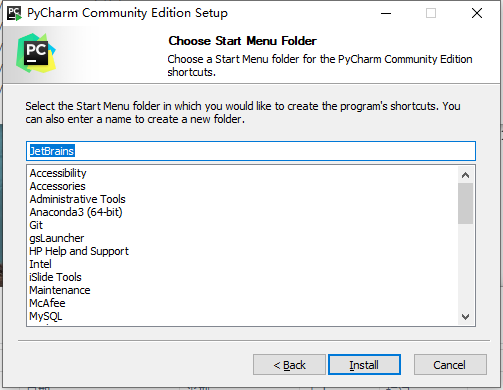 PyCharm Community Edition Setup
PC
Choose Start Menu Folder
Choose a Start Menu folder for the PyCharm Community Edition
shortcuts.
Select the Start Menu folder in which you would like to create the program's shortcuts. You
can also enter a name to create a new folder.
JetBrains
Accessibility
Accessories
Administrative Tools
Anaconda3 (64-bit)
Git
gsLauncher
HP Help and Support
Intel
iSlide Tools
Maintenance
McAfee
MySQL
< Back Install Cancel